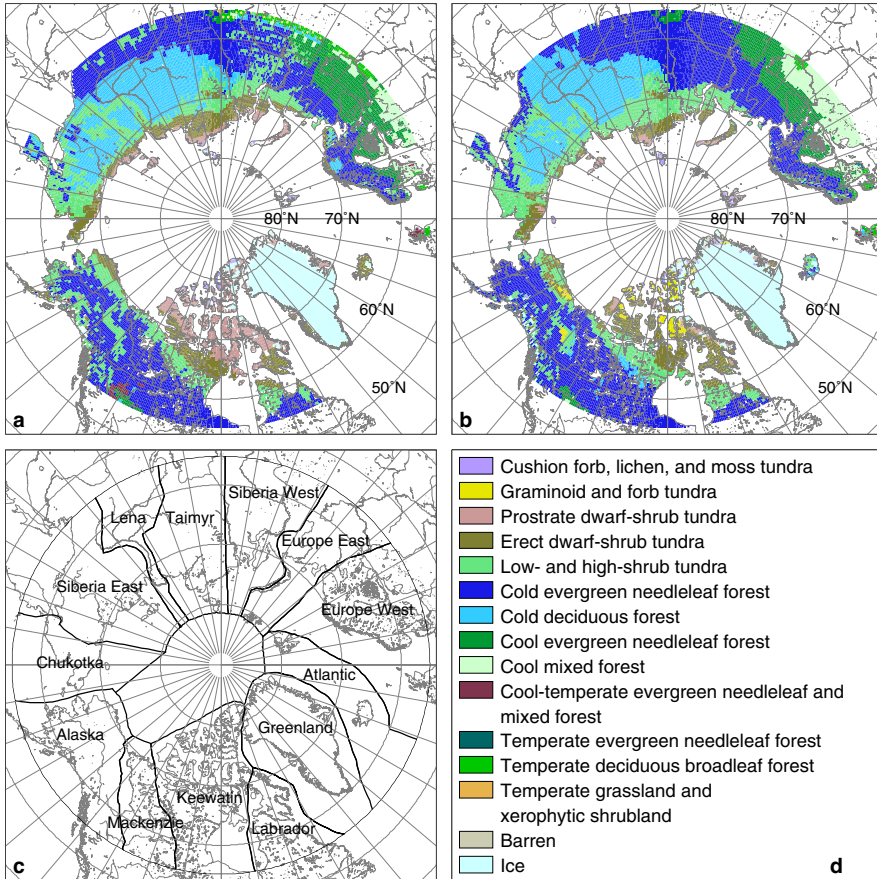 80°N
70°N
60°N
50°N
a
80°N
70°N
60°N
50°N
b
Siberia West
Lena
Taimyr
Europe East
Siberia East
Europe West
Chukotka
Atlantic
Alaska
Greenland
Keewatin
Mackenzie
Labrador
c
Cushion forb, lichen, and moss tundra
Graminoid and forb tundra
Prostrate dwarf-shrub tundra
Erect dwarf-shrub tundra
Low- and high-shrub tundra
Cold evergreen needleleaf forest
Cold deciduous forest
Cool evergreen needleleaf forest
Cool mixed forest
Cool-temperate evergreen needleleaf and
mixed forest
Temperate evergreen needleleaf forest
Temperate deciduous broadleaf forest
Temperate grassland and
xerophytic shrubland
Barren
Ice
d